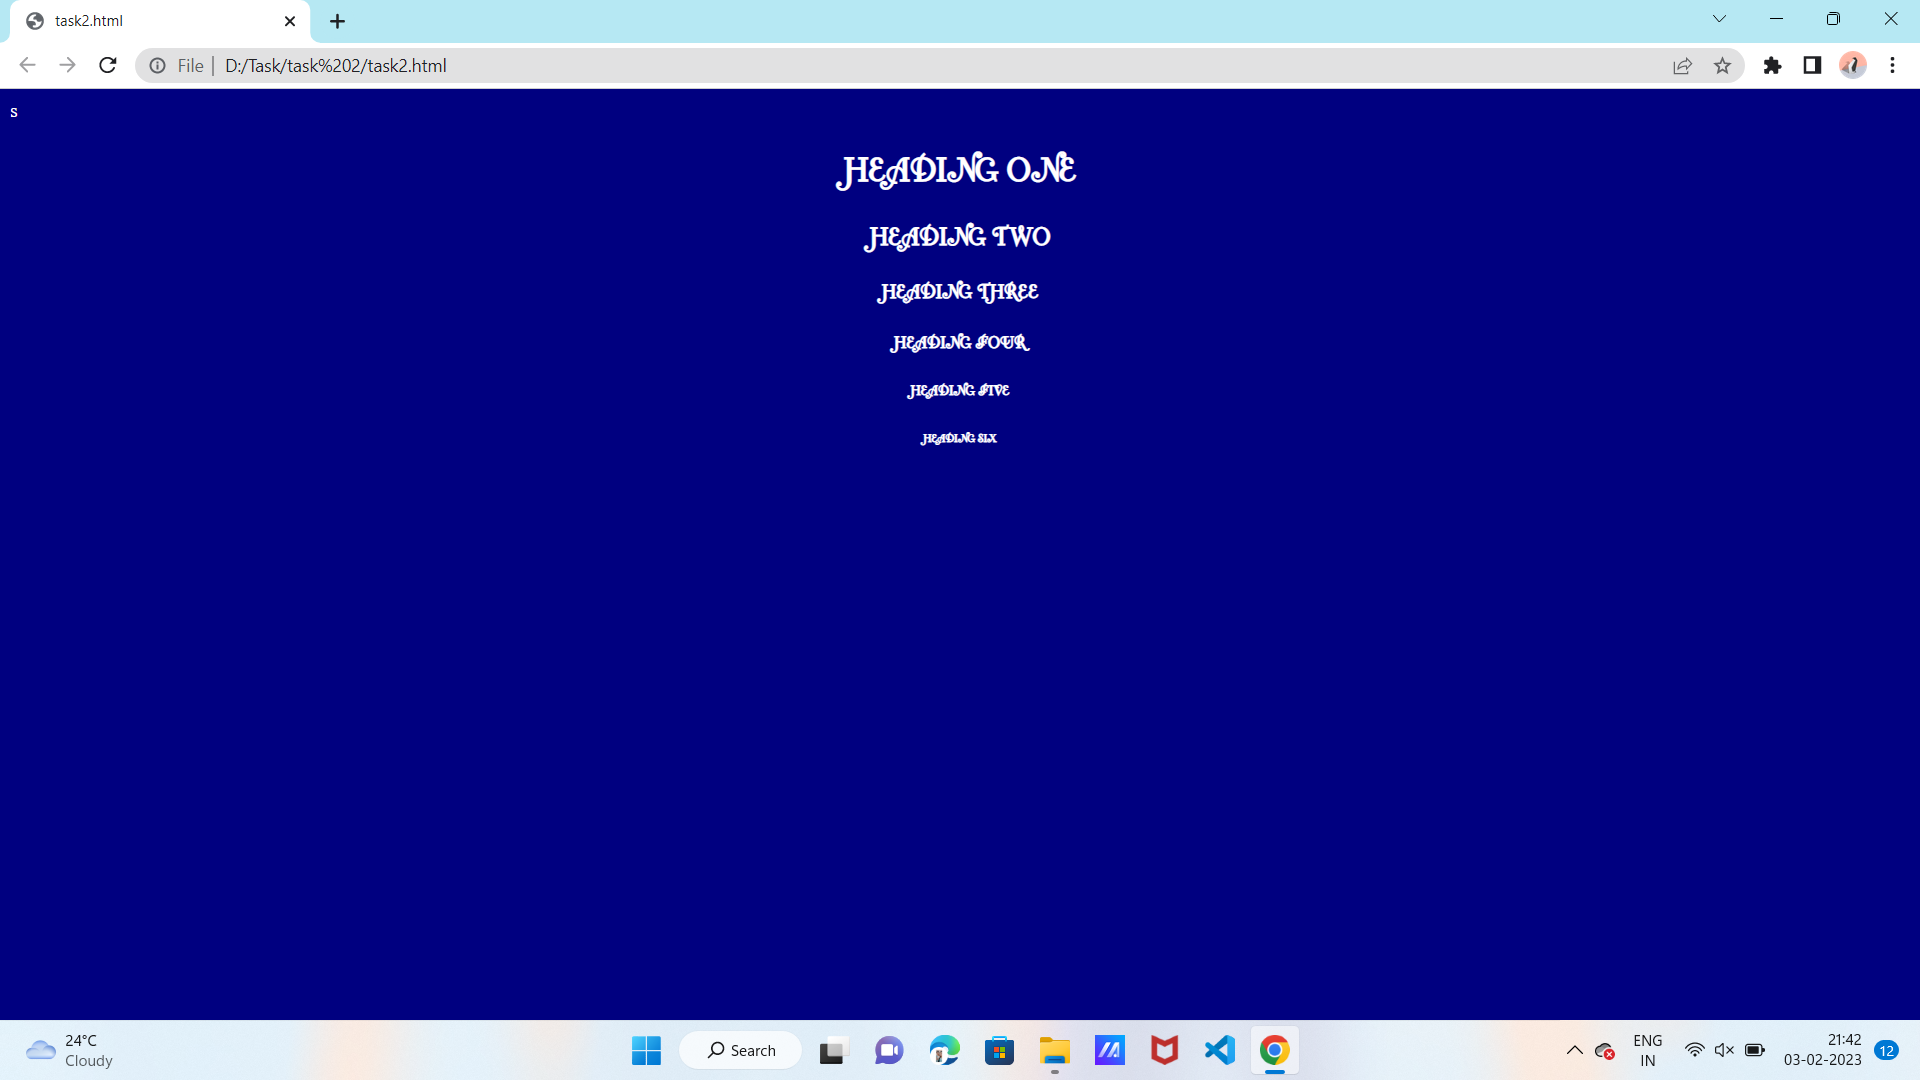 task2.html
File | D:/Task/task%202/task2.html
s
HEADING ONE
HEADING TWO
HEADING THREE
HEADING FOUR
HEADING FIVE
HEADING SIX
24°C
Cloudy
Search
ENG
IN
21:42
03-02-2023
12